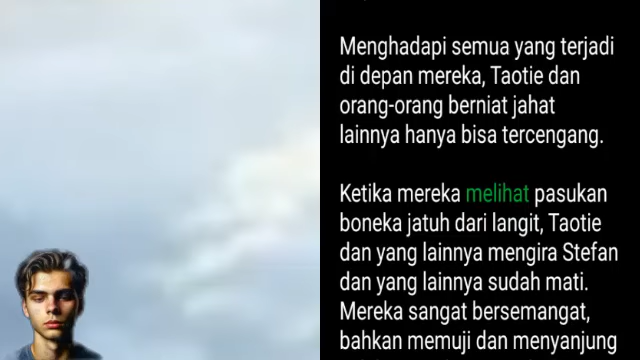 Menghadapi semua yang terjadi
di depan mereka, Taotie dan
orang-orang berniat jahat
lainnya hanya bisa tercengang.
Ketika mereka melihat pasukan
boneka jatuh dari langit, Taotie
dan yang lainnya mengira Stefan
dan yang lainnya sudah mati.
Mereka sangat bersemangat,
bahkan memuji dan menyanjung